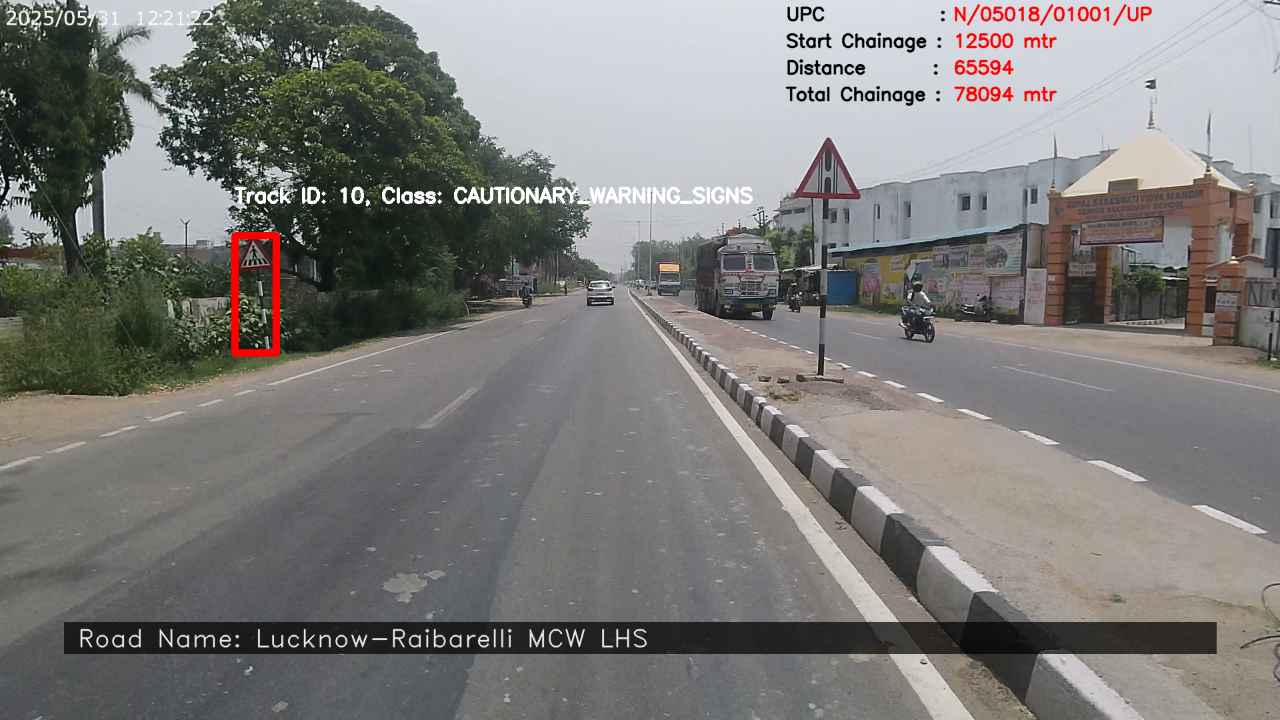 2025/05/31 12:21:22
UPC : N/05018/01001/UP
Start Chainage : 12500 mtr
Distance : 65594
Total Chainage : 78094 mtr
Track ID: 10, Class: CAUTIONARY_WARNING_SIGNS
Road Name: Lucknow-Raibarelli MCW LHS